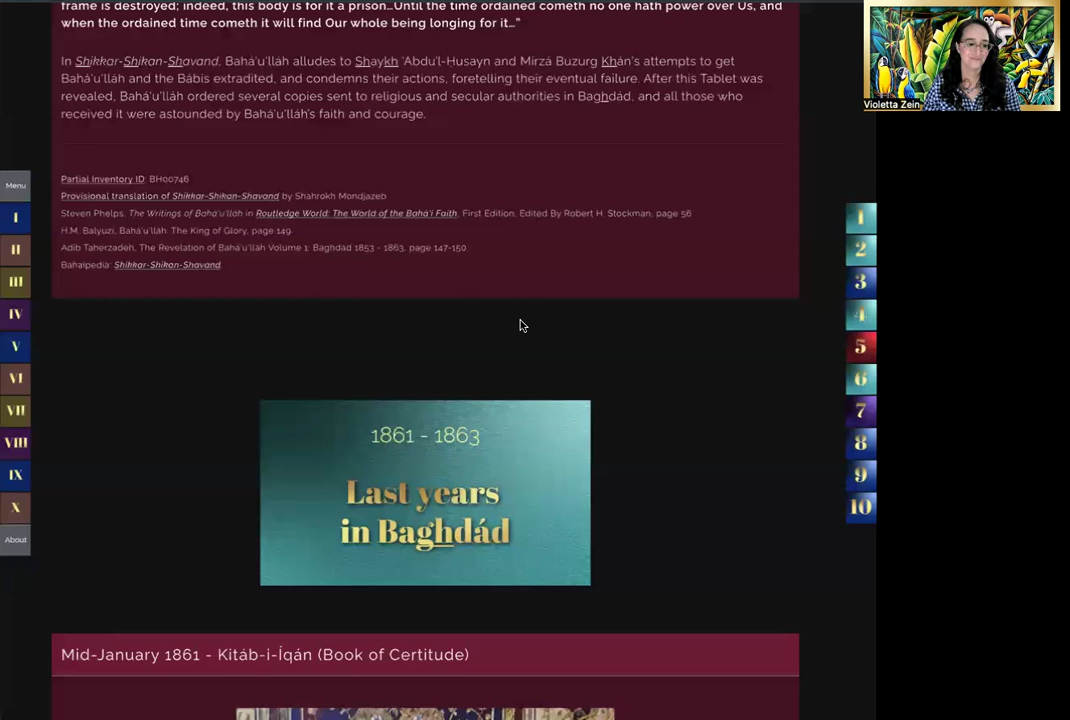 frame is destroyed; indeed, this body is for it a prison...Until the time ordained cometh no one hath power over Us, and
when the ordained time cometh it will find Our whole being longing for it..."
In Shikkar-Shikan-Shavand, Bahá'u'lláh alludes to Shaykh 'Abdu'l-Husayn and Mirzá Buzurg Khán's attempts to get
Bahá'u'lláh and the Bábis extradited, and condemns their actions, foretelling their eventual failure. After this Tablet was
revealed, Bahá'u'lláh ordered several copies sent to religious and secular authorities in Baghdád, and all those who
received it were astounded by Bahá'u'lláh's faith and courage.
Partial Inventory ID: BH00746
Provisional translation of Shikkar-Shikan-Shavand by Shahrokh Mondjazeb
Steven Phelps, The Writings of Bahá'u'lláh in Routledge World: The World of the Bahá'í Faith, First Edition, Edited By Robert H. Stockman, page 56
H.M. Balyuzi, Bahá'u'lláh: The King of Glory, page 149.
Adib Taherzadeh, The Revelation of Bahá'u'lláh Volume 1: Baghdad 1853 - 1863, page 147-150.
Bahaipedia: Shikkar-Shikan-Shavand.
1861 - 1863
Last years
in Baghdád
Mid-January 1861 - Kitáb-i-Íqán (Book of Certitude)
Menu
I
II
III
IV
V
VI
VII
VIII
IX
X
About
1
2
3
4
5
6
7
8
9
10
Violetta Zein